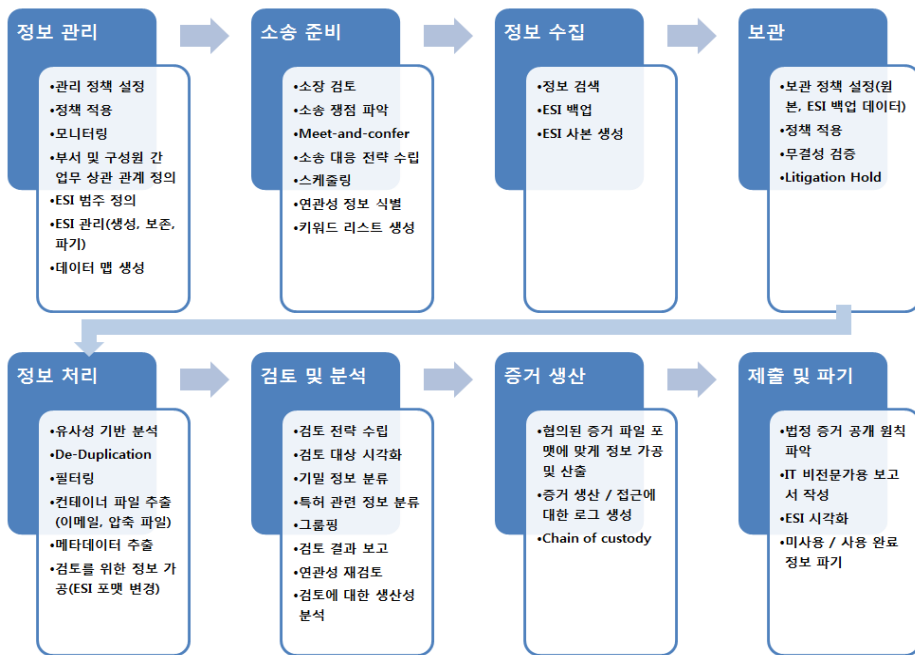 정보 관리
•관리 정책 설정
•정책 적용
•모니터링
•부서 및 구성원 간
업무 상관 관계 정의
•ESI 범주 정의
•ESI 관리(생성, 보존,
파기)
•데이터 맵 생성
소송 준비
•소장 검토
•소송 쟁점 파악
•Meet-and-confer
•소송 대응 전략 수립
•스케줄링
•연관성 정보 식별
•키워드 리스트 생성
정보 수집
•정보 검색
•ESI 백업
•ESI 사본 생성
보관
•보관 정책 설정(원
본, ESI 백업 데이터)
•정책 적용
•무결성 검증
•Litigation Hold
정보 처리
•유사성 기반 분석
•De-Duplication
•필터링
•컨테이너 파일 추출
(이메일, 압축 파일)
•메타데이터 추출
•검토를 위한 정보 가
공(ESI 포맷 변경)
검토 및 분석
•검토 전략 수립
•검토 대상 시각화
•기밀 정보 분류
•특허 관련 정보 분류
•그룹핑
•검토 결과 보고
•연관성 재검토
•검토에 대한 생산성
분석
증거 생산
•협의된 증거 파일 포
맷에 맞게 정보 가공
및 산출
•증거 생산 / 접근에
대한 로그 생성
•Chain of custody
제출 및 파기
•법정 증거 공개 원칙
파악
•IT 비전문가용 보고
서 작성
•ESI 시각화
•미사용 / 사용 완료
정보 파기